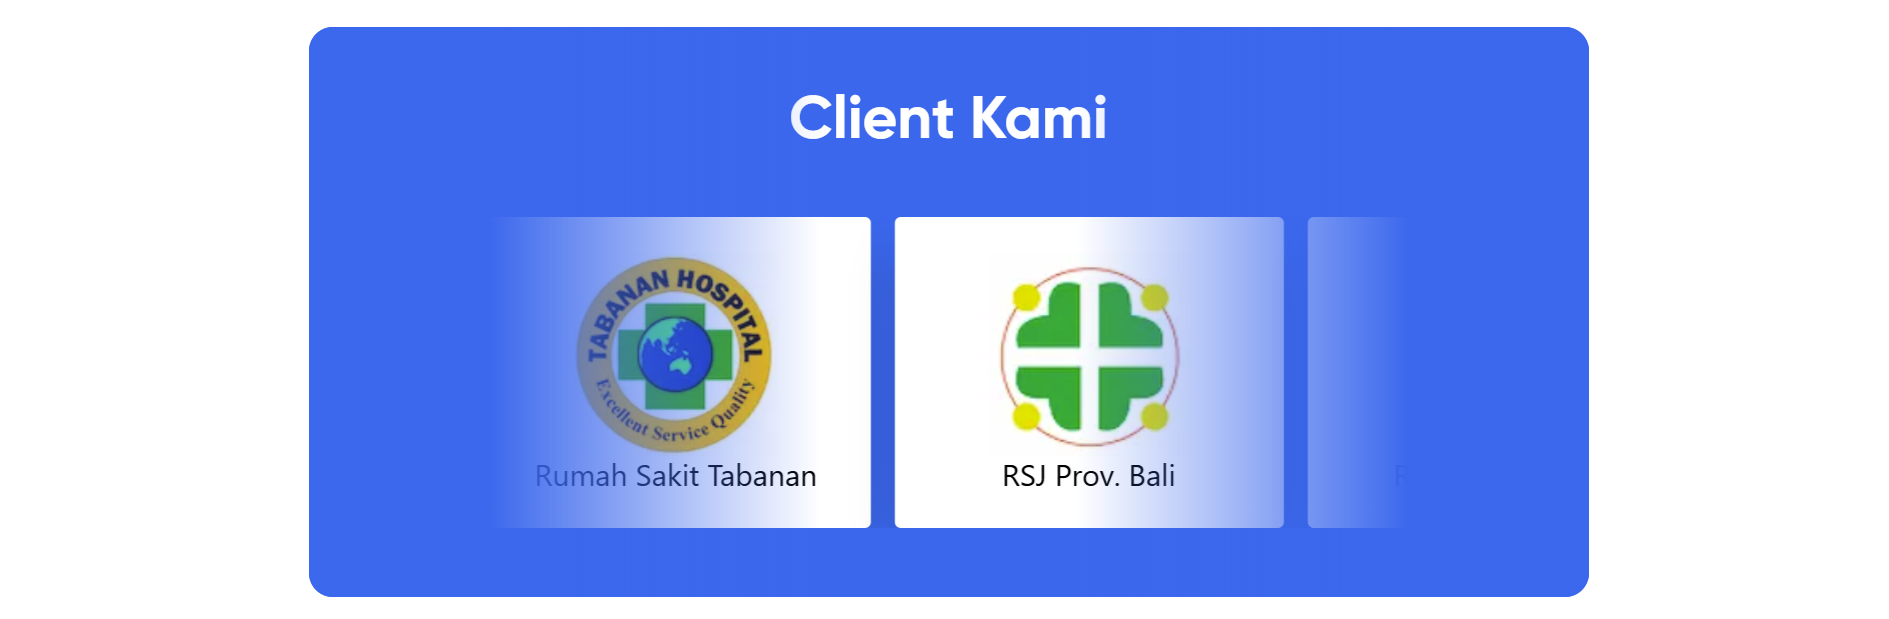 Client Kami
TABANAN HOSPITAL
Excellent Service Quality
Rumah Sakit Tabanan
RSJ Prov. Bali
R